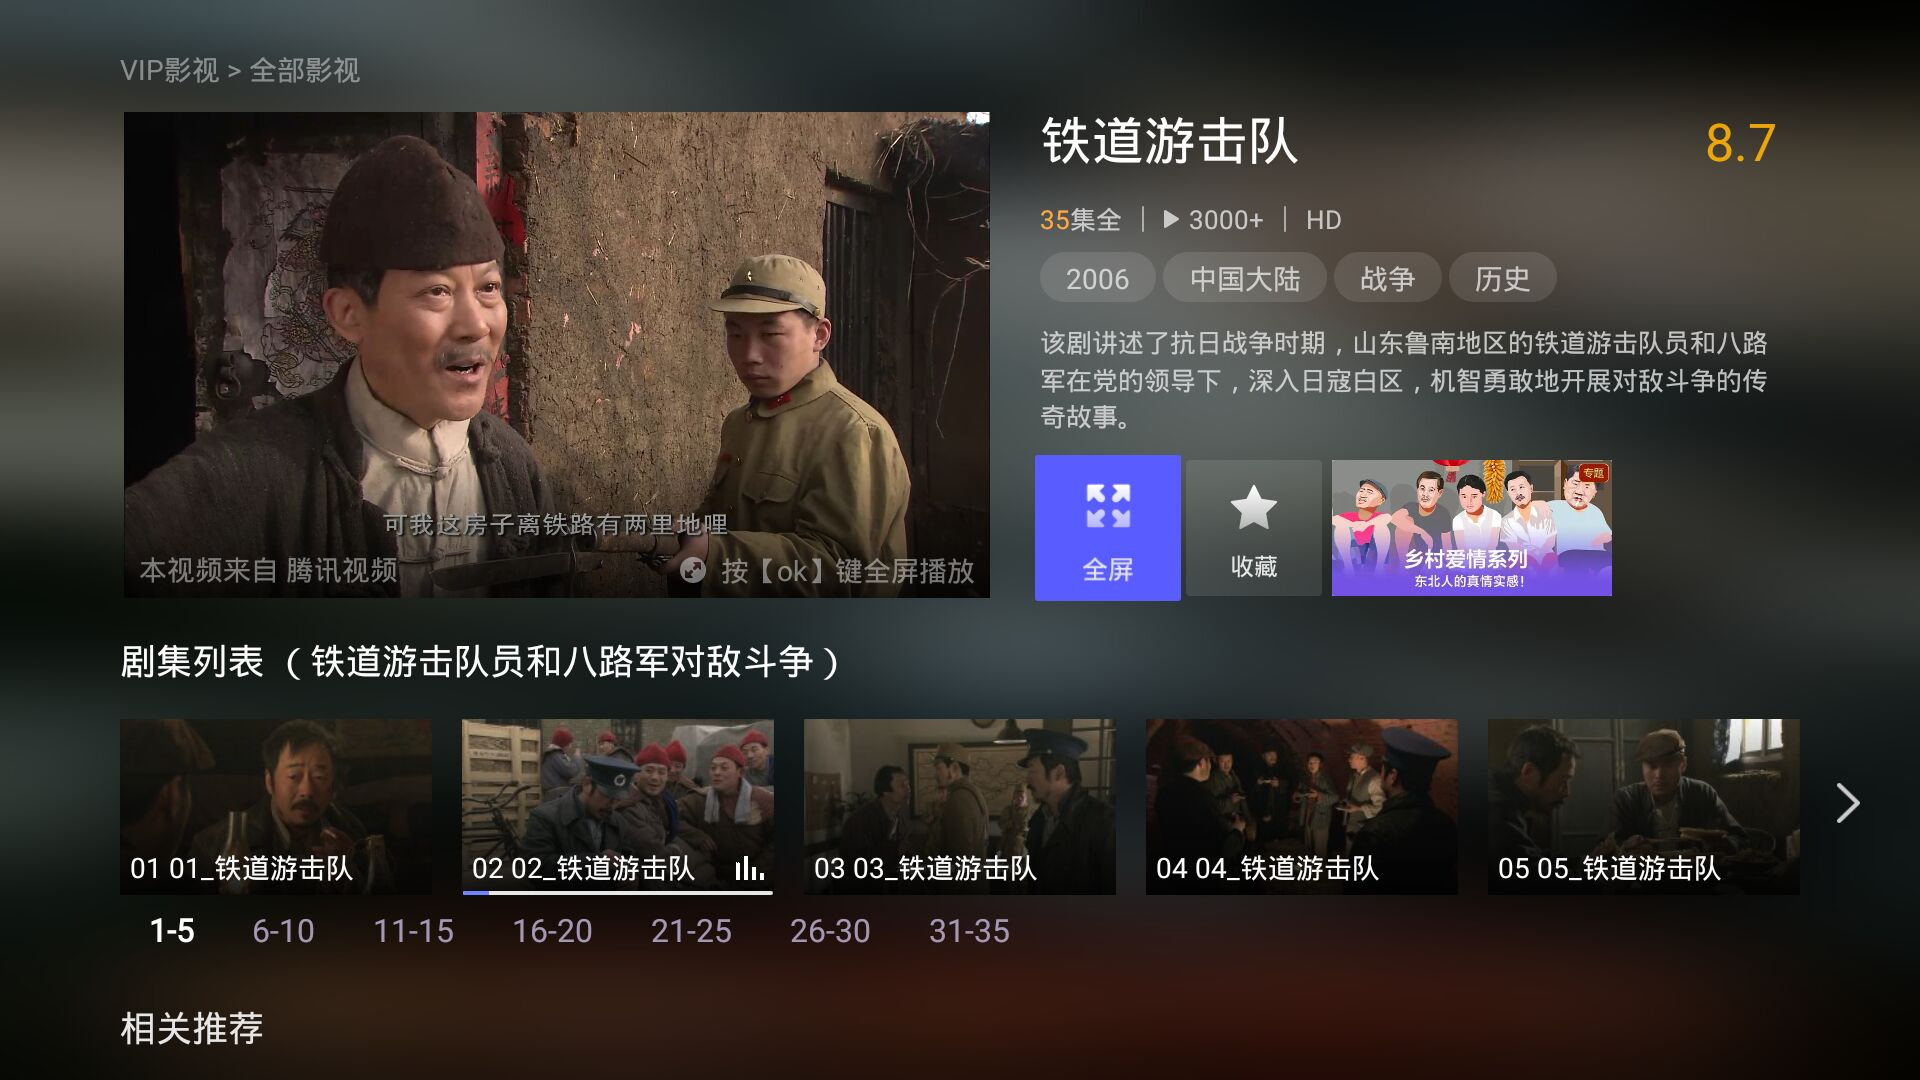 VIP影视 > 全部影视
铁道游击队
8.7
35集全 | ▶ 3000+ | HD
2006 中国大陆 战争 历史
该剧讲述了抗日战争时期，山东鲁南地区的铁道游击队员和八路
军在党的领导下，深入日寇白区，机智勇敢地开展对敌斗争的传
奇故事。
可我这房子离铁路有两里地哩
本视频来自 腾讯视频
按【ok】键全屏播放
全屏
收藏
专题
乡村爱情系列
东北人的真情实感!
剧集列表 （铁道游击队员和八路军对敌斗争）
01 01_铁道游击队
02 02_铁道游击队
03 03_铁道游击队
04 04_铁道游击队
05 05_铁道游击队
1-5 6-10 11-15 16-20 21-25 26-30 31-35
相关推荐